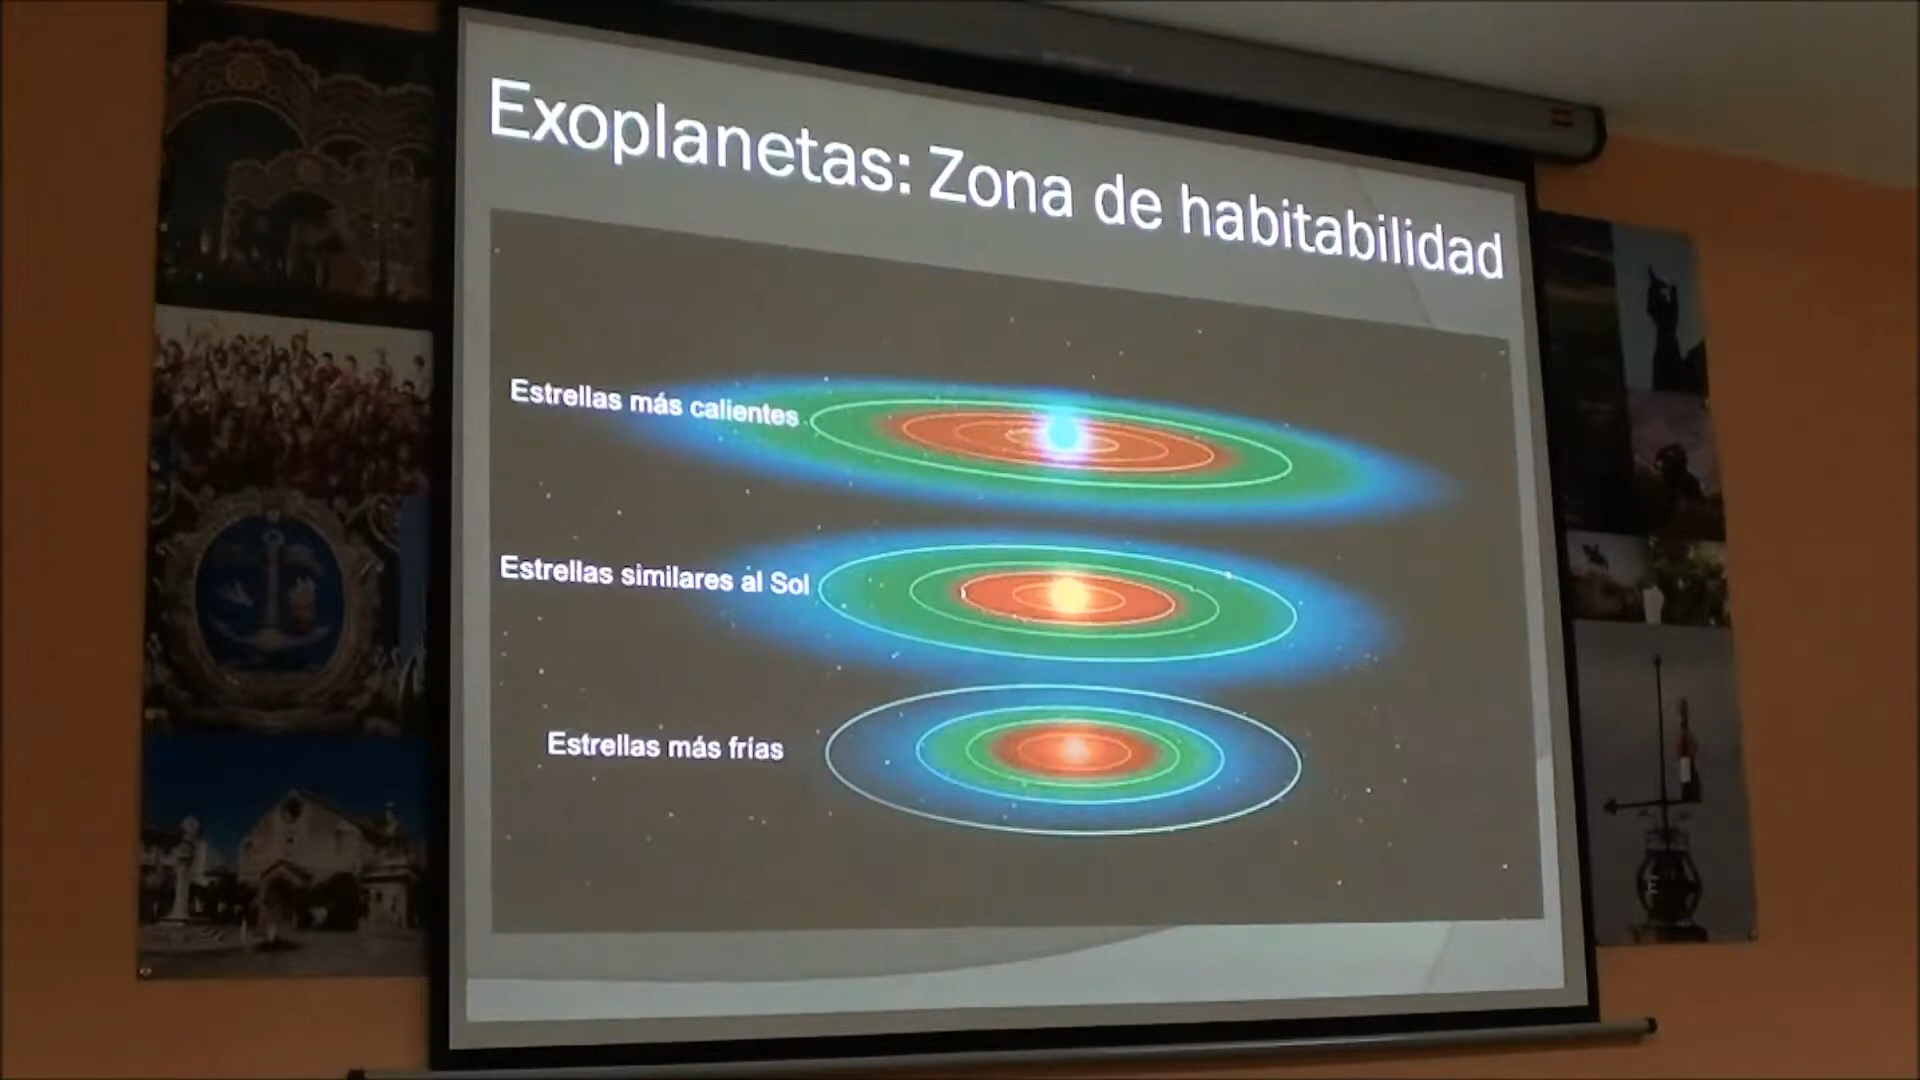 Exoplanetas: Zona de habitabilidad
Estrellas más calientes
Estrellas similares al Sol
Estrellas más frías